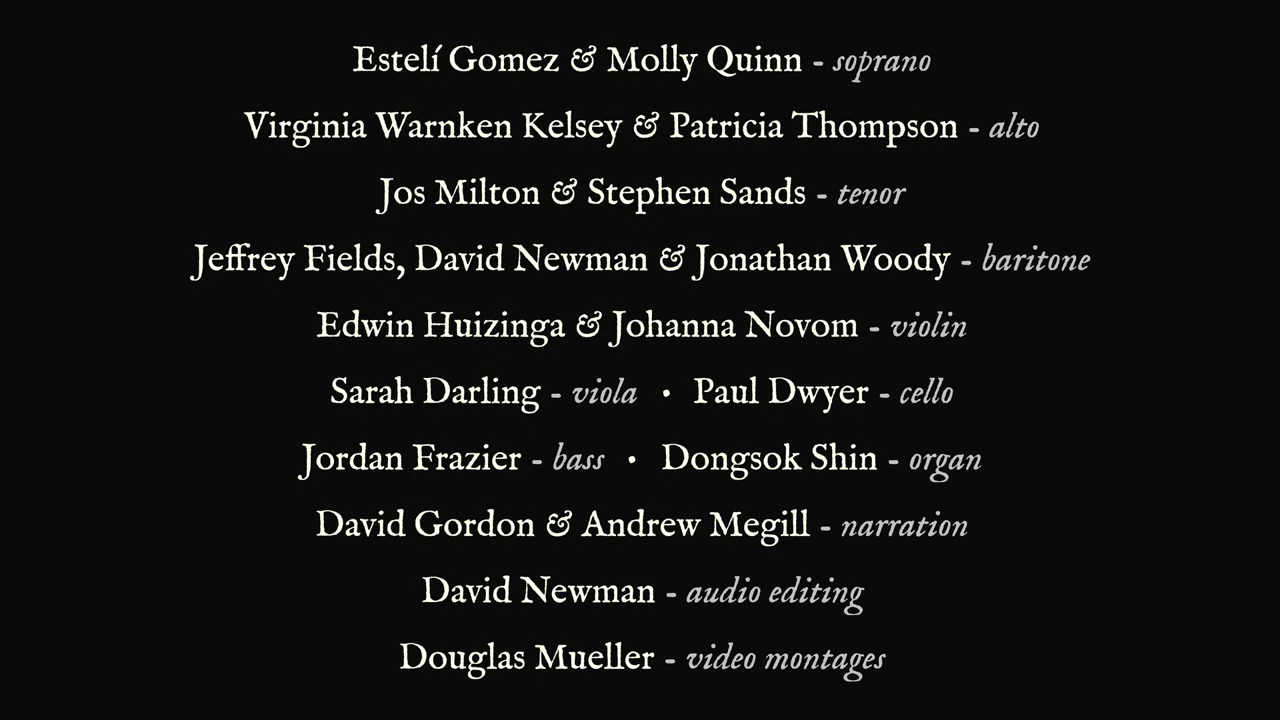 Estelí Gomez & Molly Quinn - soprano
Virginia Warnken Kelsey & Patricia Thompson - alto
Jos Milton & Stephen Sands - tenor
Jeffrey Fields, David Newman & Jonathan Woody - baritone
Edwin Huizinga & Johanna Novom - violin
Sarah Darling - viola • Paul Dwyer - cello
Jordan Frazier - bass • Dongsok Shin - organ
David Gordon & Andrew Megill - narration
David Newman - audio editing
Douglas Mueller - video montages